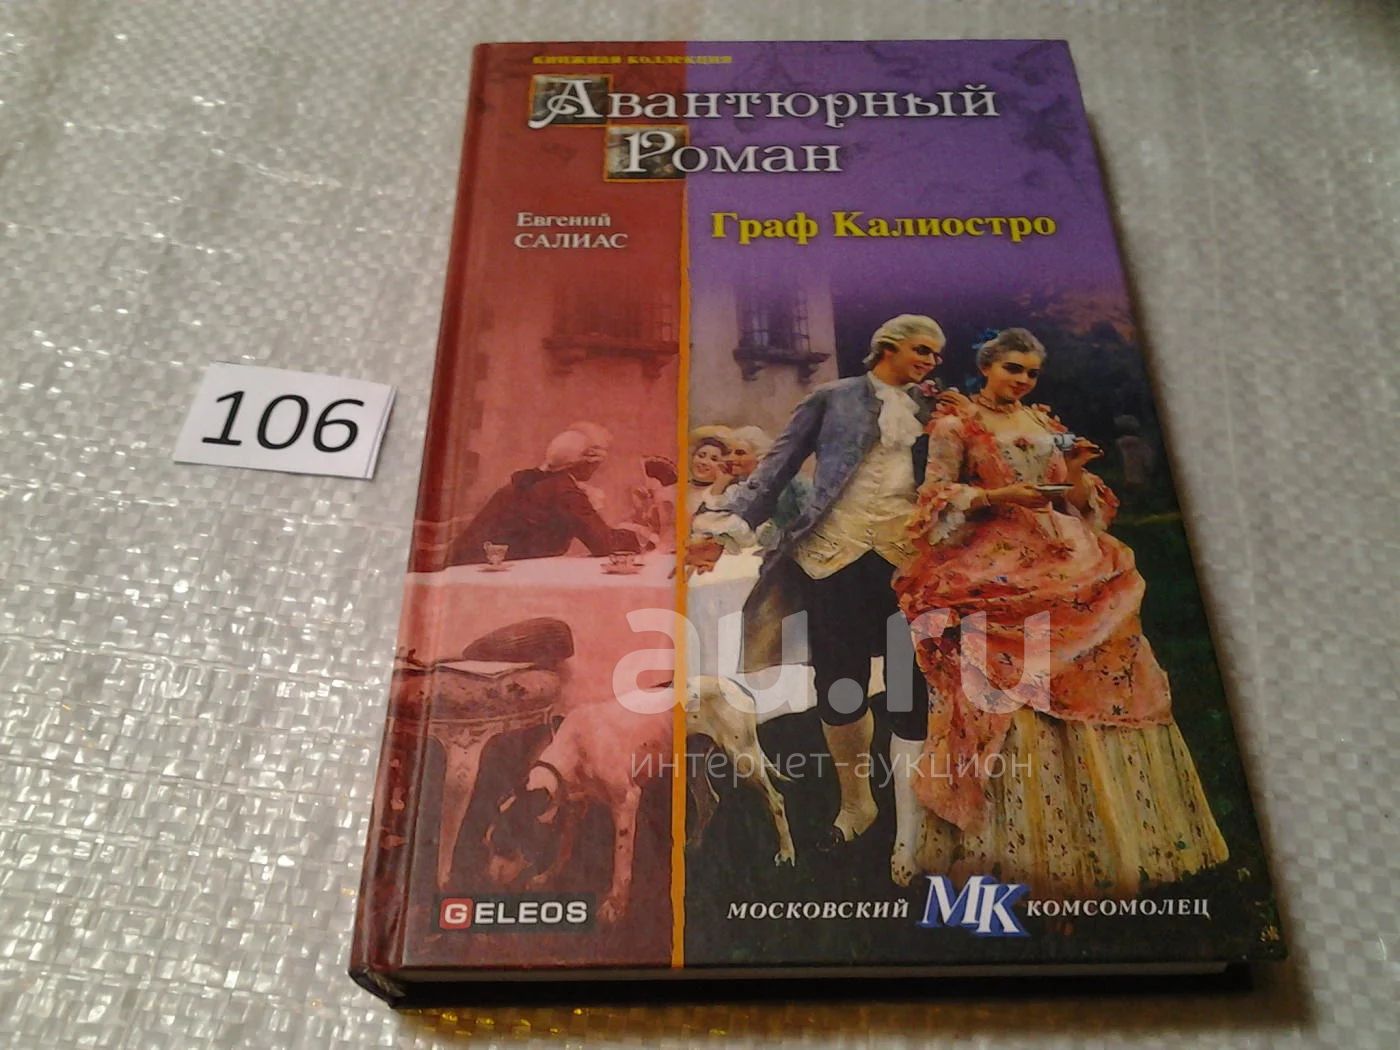 книжная коллекция
Авантюрный
Роман
Евгений
САЛИАС
Граф Калиостро
106
au.ru
интернет-аукцион
GELEOS
МОСКОВСКИЙ МК КОМСОМОЛЕЦ